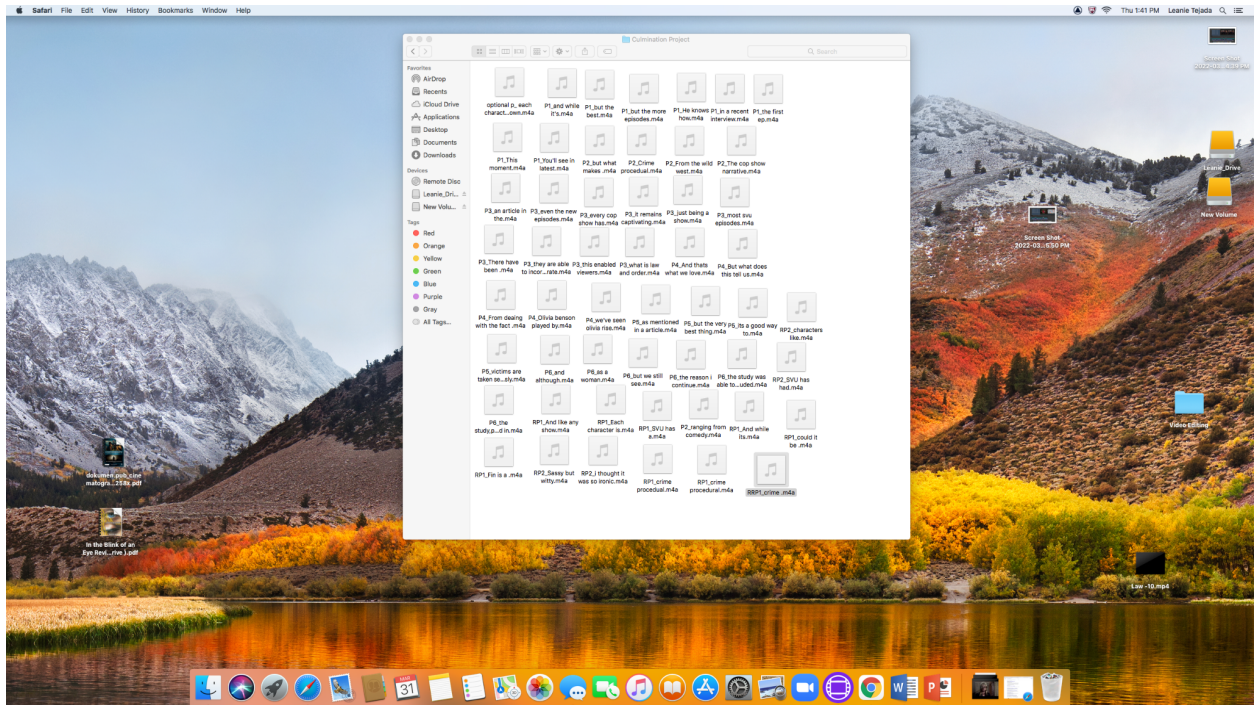 Safari File Edit View History Bookmarks Window Help
Thu 1:41 PM Leanie Tejada
Culmination Project
Search
Favorites
AirDrop
Recents
iCloud Drive
Applications
Desktop
Documents
Downloads
Devices
Remote Disc
Leanie_Dri...
New Volu...
Tags
Red
Orange
Yellow
Green
Blue
Purple
Gray
All Tags...
optional p_ each
charact...own.m4a
P1_and while
it's.m4a
P1_but the
best.m4a
P1_but the more
episodes.m4a
P1_He knows
how.m4a
P1_in a recent
interview.m4a
P1_the first
ep.m4a
P1_This
moment.m4a
P1_You'll see in
latest.m4a
P2_but what
makes .m4a
P2_Crime
procedual.m4a
P2_From the wild
west.m4a
P2_The cop show
narrative.m4a
P3_an article in
the.m4a
P3_even the new
episodes.m4a
P3_every cop
show has.m4a
P3_it remains
captivating.m4a
P3_just being a
show.m4a
P3_most svu
episodes.m4a
P3_There have
been .m4a
P3_they are able
to incor...rate.m4a
P3_this enabled
viewers.m4a
P3_what is law
and order.m4a
P4_And thats
what we love.m4a
P4_But what does
this tell us.m4a
P4_From deaing
with the fact .m4a
P4_Olivia benson
played by.m4a
P4_we've seen
olivia rise.m4a
P5_as mentioned
in a article.m4a
P5_but the very
best thing.m4a
P5_its a good way
to.m4a
RP2_characters
like.m4a
P5_victims are
taken se...sly.m4a
P6_and
although.m4a
P6_as a
woman.m4a
P6_but we still
see.m4a
P6_the reason i
continue.m4a
P6_the study was
able to...uded.m4a
RP2_SVU has
had.m4a
P6_the
study,p...d in.m4a
RP1_And like any
show.m4a
RP1_Each
character is.m4a
RP1_SVU has
a.m4a
P2_ranging from
comedy.m4a
RP1_And while
its.m4a
RP1_could it
be .m4a
RP1_Fin is a .m4a
RP2_Sassy but
witty.m4a
RP2_i thought it
was so ironic.m4a
RP1_crime
procedual.m4a
RP1_crime
procedural.m4a
RRP1_crime .m4a
Screen Shot
Leanie_Drive
New Volume
Screen Shot
2022-03...5.50 PM
Video Editing
Law -10.mp4
dokumen.pub_cine
matogra...258x.pdf
In the Blink of an
Eye Revi...rive ).pdf
MAR
31